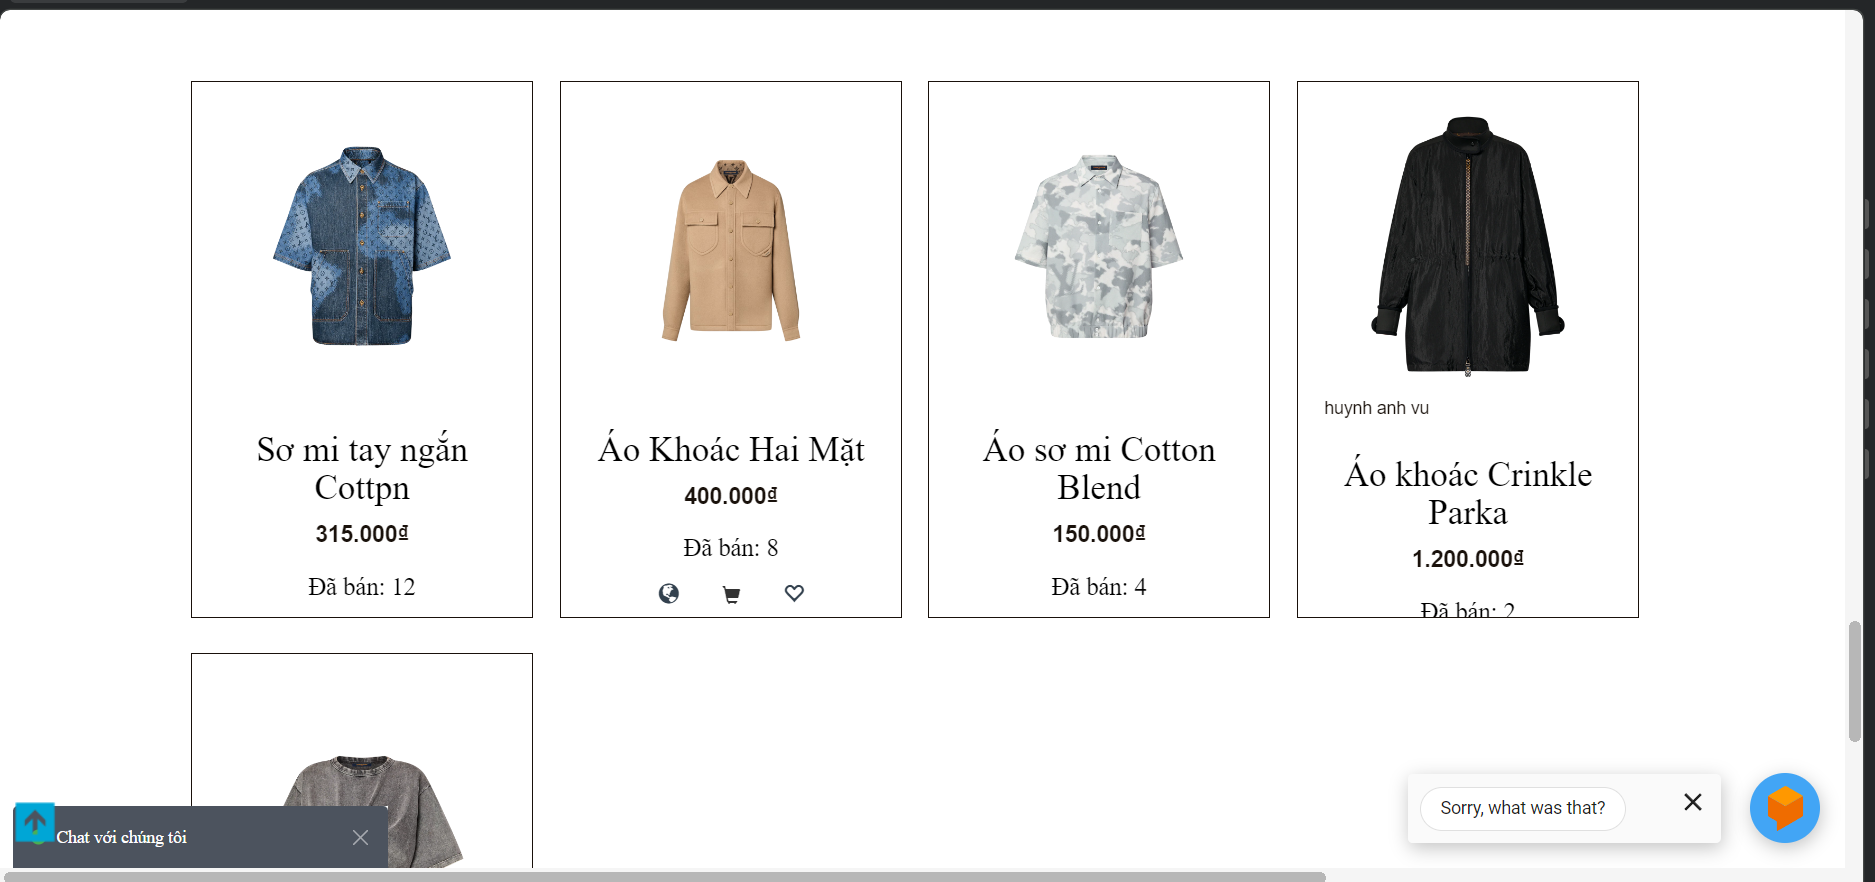 Sơ mi tay ngắn
Cottpn
315.000₫
Đã bán: 12
Áo Khoác Hai Mặt
400.000₫
Đã bán: 8
Áo sơ mi Cotton
Blend
150.000₫
Đã bán: 4
huynh anh vu
Áo khoác Crinkle
Parka
1.200.000₫
Đã bán: 2
Chat với chúng tôi
Sorry, what was that?